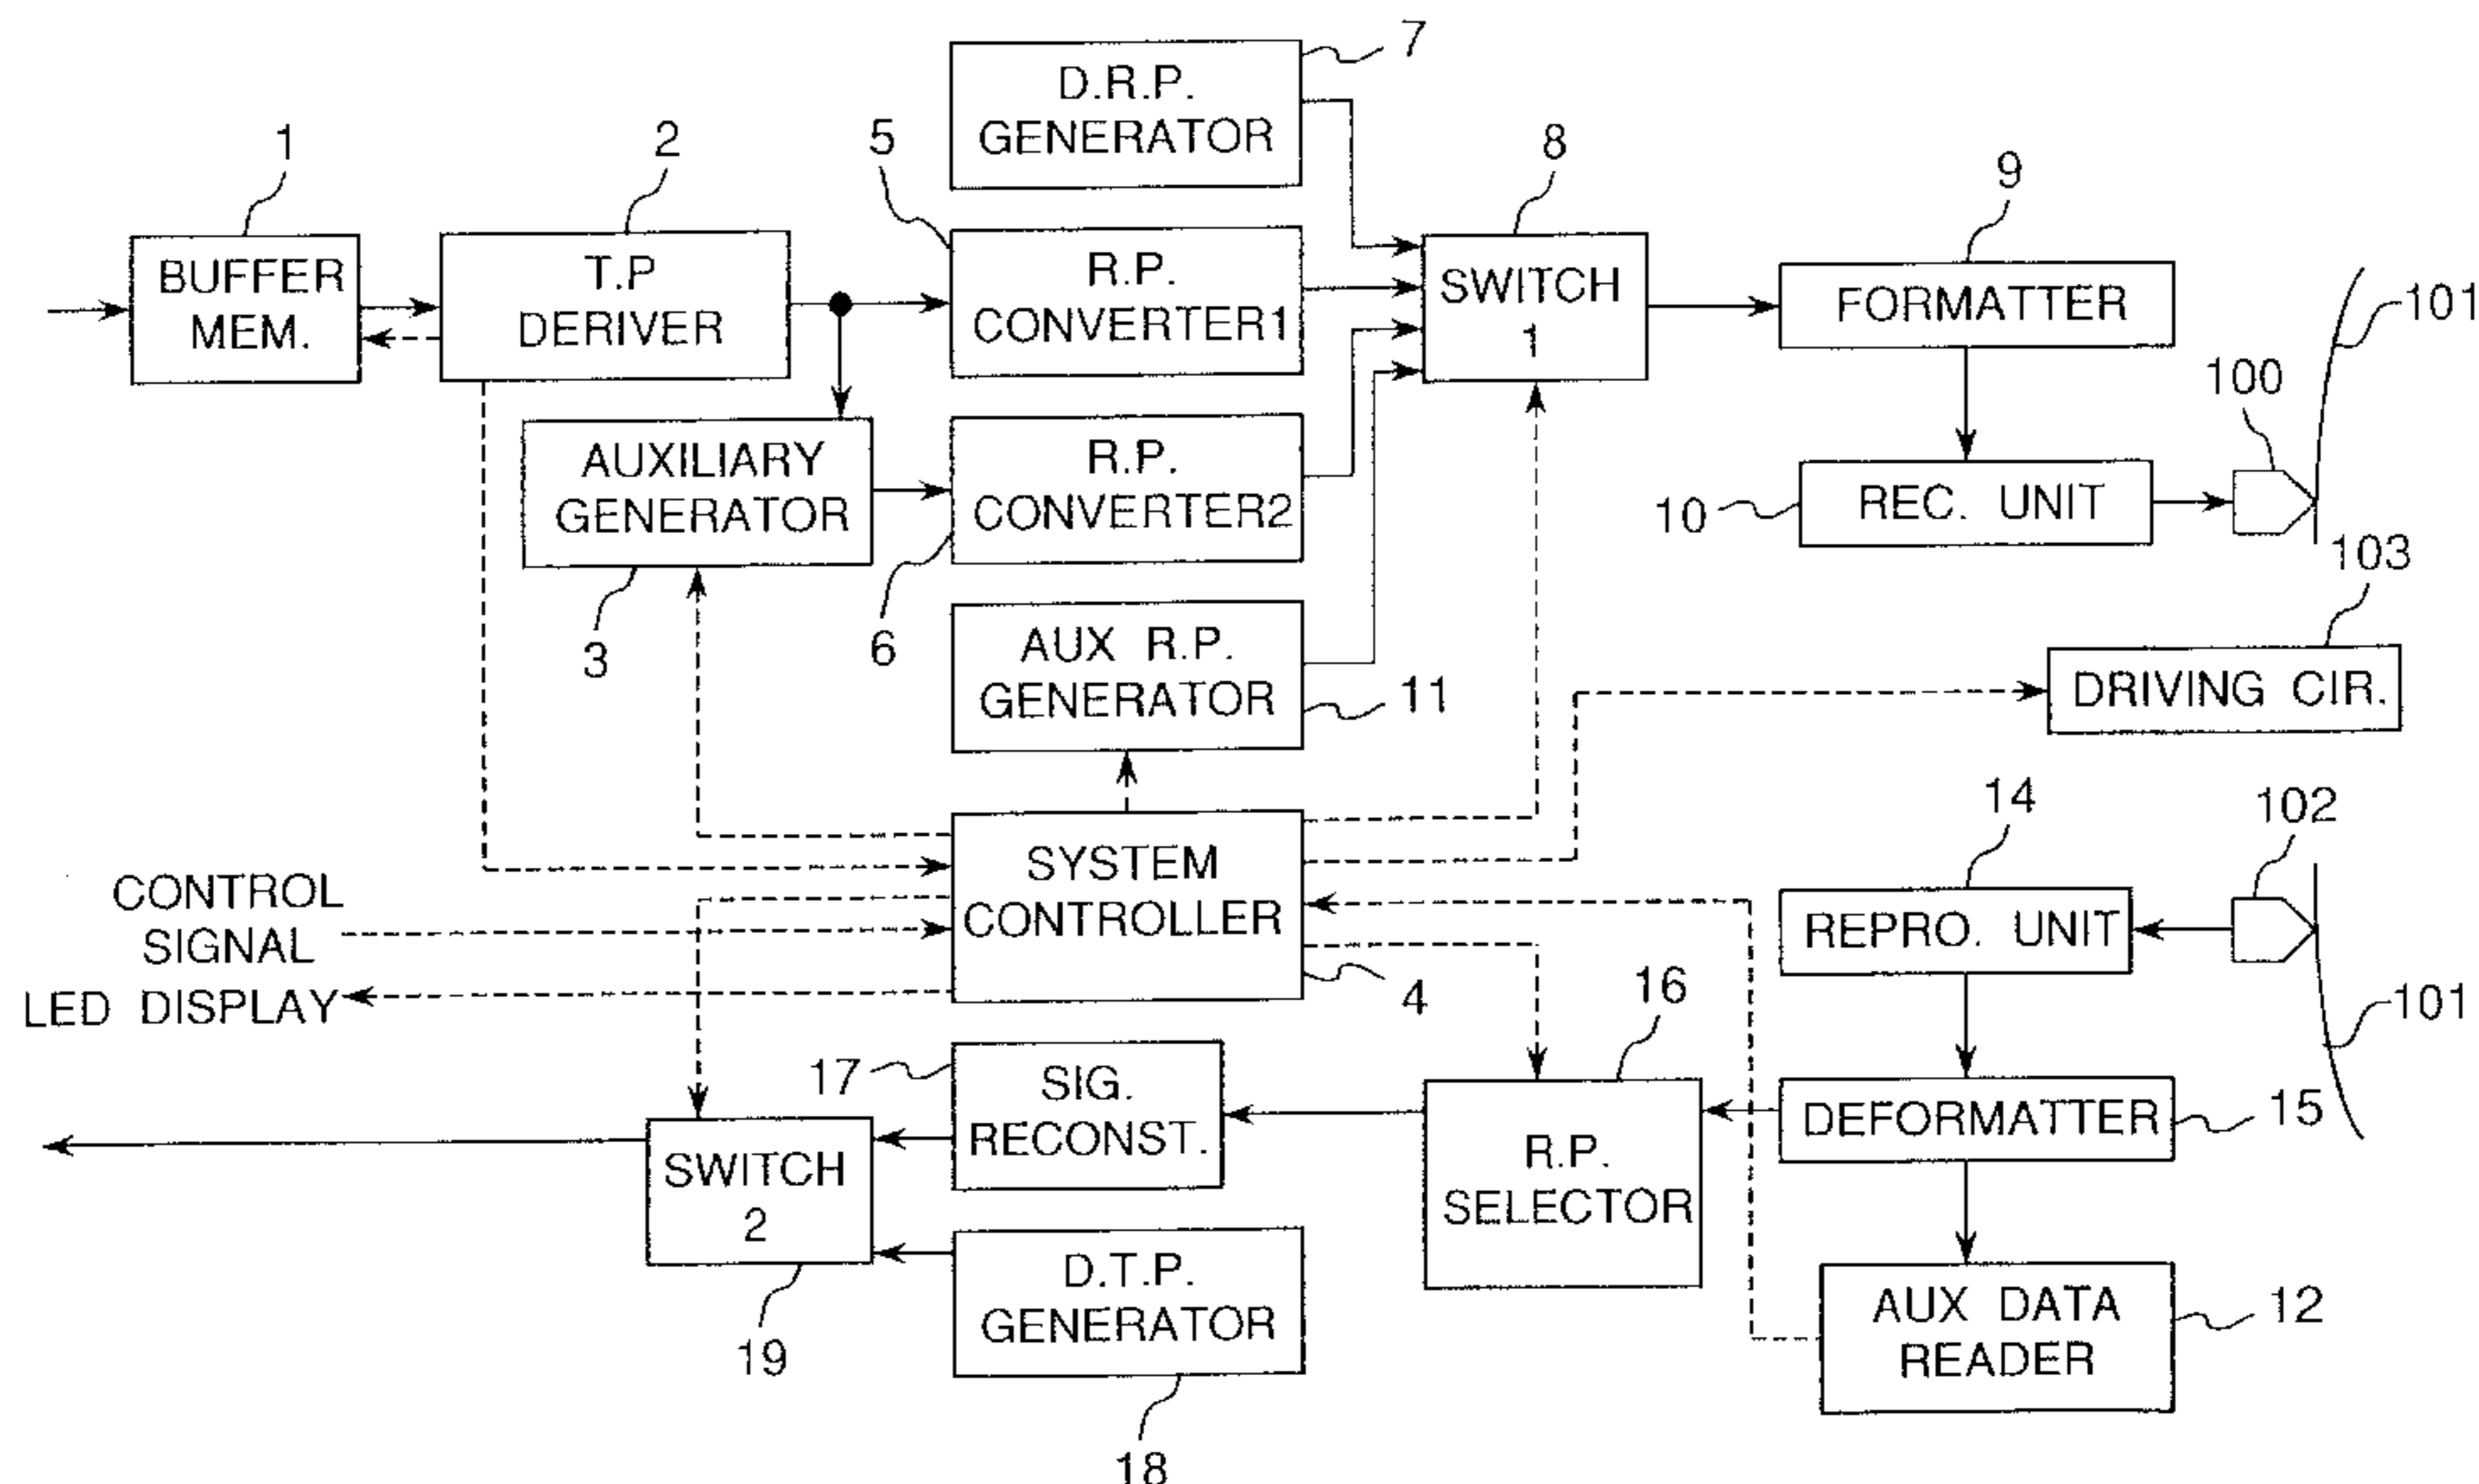 7
D.R.P.
GENERATOR
1
2
5
8
9
BUFFER
MEM.
T.P
DERIVER
R.P.
CONVERTER1
SWITCH
1
FORMATTER
101
100
AUXILIARY
GENERATOR
R.P.
CONVERTER2
10
REC. UNIT
103
3
6
AUX R.P.
GENERATOR
11
DRIVING CIR.
14
102
SYSTEM
CONTROLLER
CONTROL
SIGNAL
LED DISPLAY
REPRO. UNIT
4
16
101
17
SIG.
RECONST.
DEFORMATTER
15
SWITCH
2
R.P.
SELECTOR
D.T.P.
GENERATOR
AUX DATA
READER
12
19
18